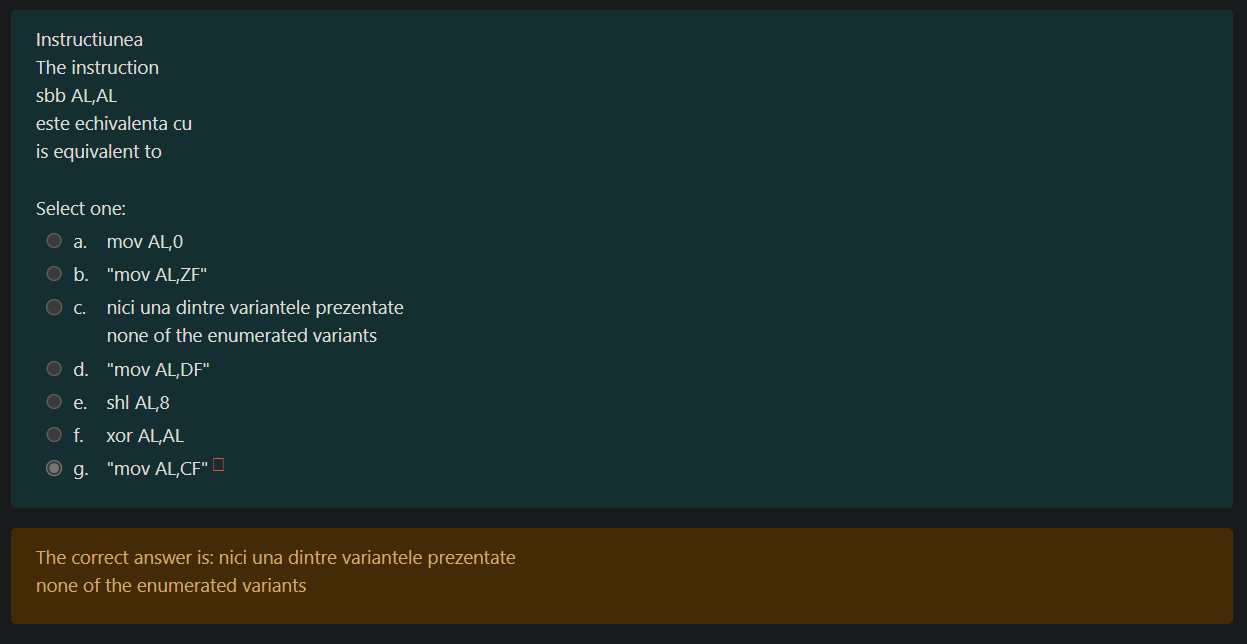 Instructiunea
The instruction
sbb AL,AL
este echivalenta cu
is equivalent to
Select one:
a. mov AL,0
b. "mov AL,ZF"
c. nici una dintre variantele prezentate
none of the enumerated variants
d. "mov AL,DF"
e. shl AL,8
f. xor AL,AL
g. "mov AL,CF"
The correct answer is: nici una dintre variantele prezentate
none of the enumerated variants